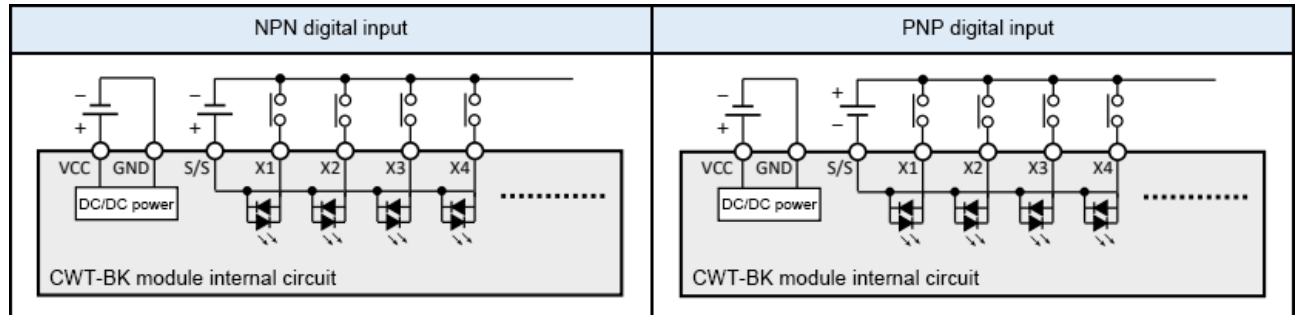 NPN digital input
PNP digital input
− −
+ +
VCC GND S/S X1 X2 X3 X4
DC/DC power
CWT-BK module internal circuit
− +
+ −
VCC GND S/S X1 X2 X3 X4
DC/DC power
CWT-BK module internal circuit